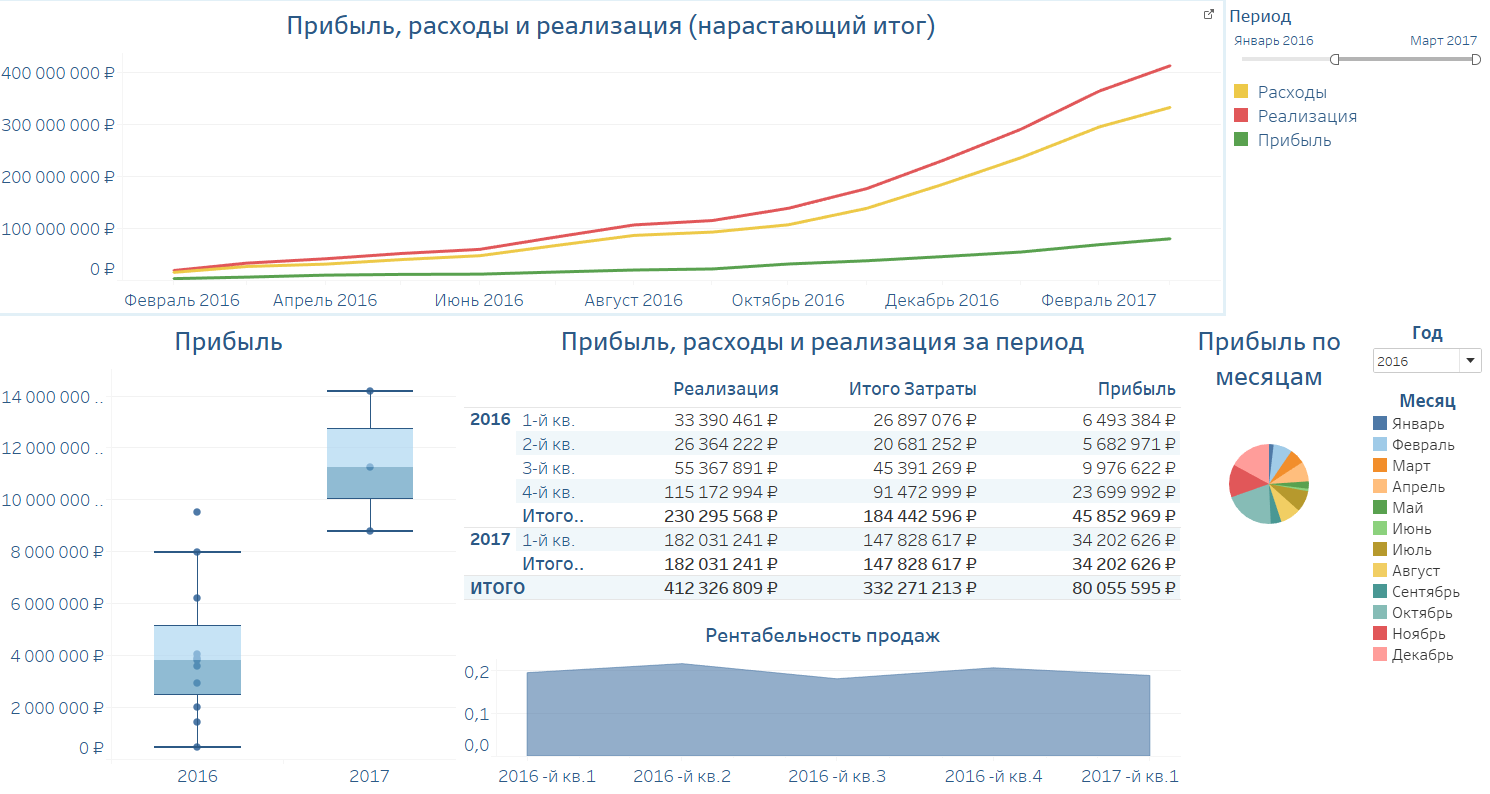 Прибыль, расходы и реализация (нарастающий итог)
400 000 000 ₽
300 000 000 ₽
200 000 000 ₽
100 000 000 ₽
0 ₽
Февраль 2016 Апрель 2016 Июнь 2016 Август 2016 Октябрь 2016 Декабрь 2016 Февраль 2017
Период
Январь 2016 Март 2017
Расходы
Реализация
Прибыль
Прибыль
14 000 000 ..
12 000 000 ..
10 000 000 ..
8 000 000 ₽
6 000 000 ₽
4 000 000 ₽
2 000 000 ₽
0 ₽
2016 2017
Прибыль, расходы и реализация за период
Реализация Итого Затраты Прибыль
2016 1-й кв. 33 390 461 ₽ 26 897 076 ₽ 6 493 384 ₽
2-й кв. 26 364 222 ₽ 20 681 252 ₽ 5 682 971 ₽
3-й кв. 55 367 891 ₽ 45 391 269 ₽ 9 976 622 ₽
4-й кв. 115 172 994 ₽ 91 472 999 ₽ 23 699 992 ₽
Итого.. 230 295 568 ₽ 184 442 596 ₽ 45 852 969 ₽
2017 1-й кв. 182 031 241 ₽ 147 828 617 ₽ 34 202 626 ₽
Итого.. 182 031 241 ₽ 147 828 617 ₽ 34 202 626 ₽
ИТОГО 412 326 809 ₽ 332 271 213 ₽ 80 055 595 ₽
Рентабельность продаж
0,2
0,1
0,0
2016 -й кв.1 2016 -й кв.2 2016 -й кв.3 2016 -й кв.4 2017 -й кв.1
Прибыль по
месяцам
Год
2016
Месяц
Январь
Февраль
Март
Апрель
Май
Июнь
Июль
Август
Сентябрь
Октябрь
Ноябрь
Декабрь